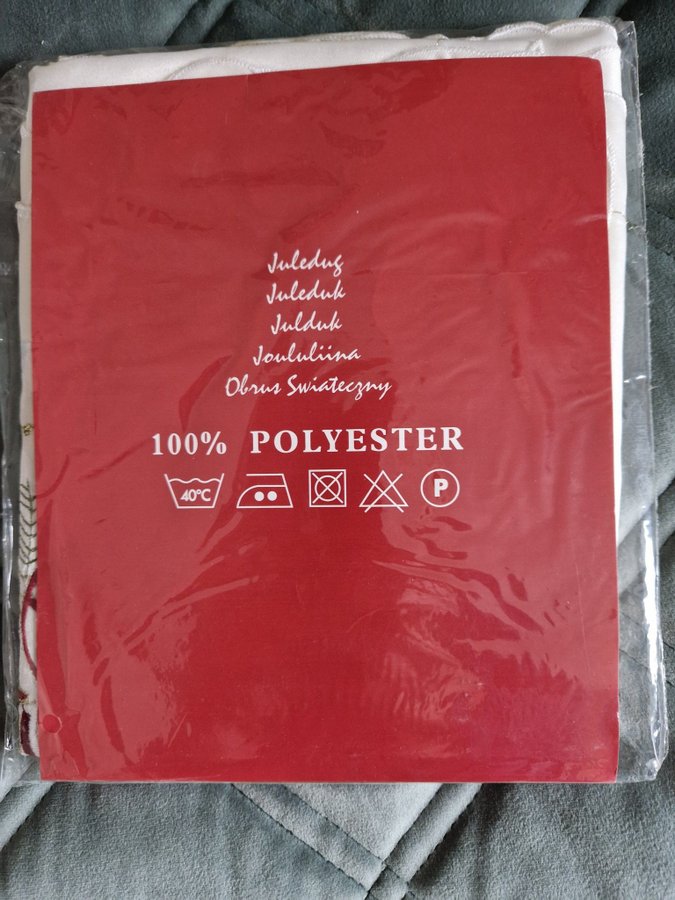 Juledug
Juleduk
Julduk
Joululiina
Obrus Swiateczny
100% POLYESTER
40°C P